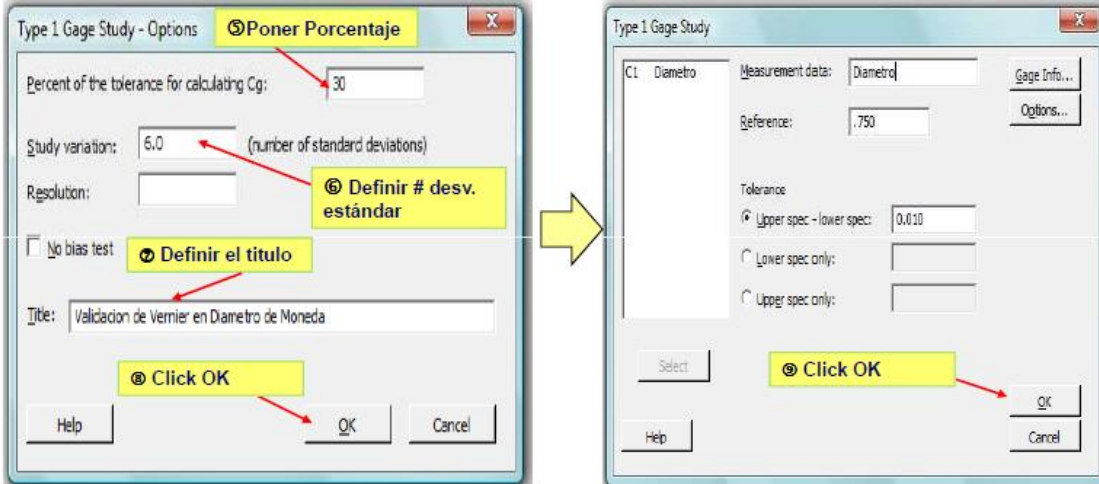 Type 1 Gage Study - Options
⑤Poner Porcentaje
Percent of the tolerance for calculating Cg:
30
Study variation:
6.0
(number of standard deviations)
Resolution:
⑥ Definir # desv.
estándar
No bias test
⑦ Definir el titulo
Title:
Validacion de Vernier en Diametro de Moneda
⑧ Click OK
Help
OK
Cancel
Type 1 Gage Study
C1 Diametro
Measurement data:
Diametro
Gage Info...
Reference:
.750
Options...
Tolerance
Upper spec - lower spec:
0.010
Lower spec only:
Upper spec only:
Select
⑨ Click OK
OK
Help
Cancel